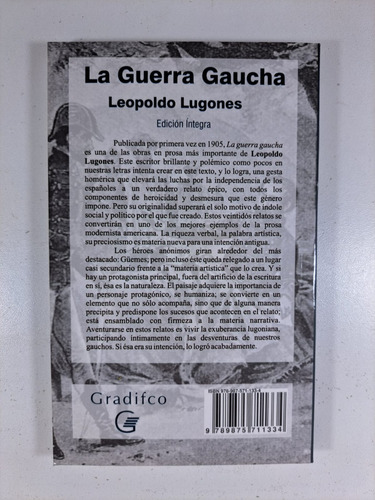 La Guerra Gaucha
Leopoldo Lugones
Edición Íntegra
Publicada por primera vez en 1905, La guerra gaucha
es una de las obras en prosa más importante de Leopoldo
Lugones. Este escritor brillante y polémico como pocos en
nuestras letras intenta crear en este texto, y lo logra, una gesta
homérica que elevará las luchas por la independencia de los
españoles a un verdadero relato épico, con todos los
componentes de heroicidad y desmesura que este género
impone. Pero su originalidad superará el solo motivo de índole
social y político por el que fue creado. Estos veintidós relatos se
convertirán en uno de los mejores ejemplos de la prosa
modernista americana. La riqueza verbal, la palabra artística,
su preciosismo es materia nueva para una intención antigua.
Los héroes anónimos giran alrededor del más
destacado: Güemes; pero incluso éste queda relegado a un lugar
casi secundario frente a la "materia artística" que lo crea. Y si
hay un protagonista principal, fuera del artificio de la escritura
en sí, ésa es la naturaleza. El paisaje adquiere la importancia de
un personaje protagónico, se humaniza, se convierte en un
elemento que no sólo acompaña, sino que de alguna manera
precipita y predispone los sucesos que acontecen en el relato;
está ensamblado con firmeza a la materia narrativa.
Aventurarse en estos relatos es vivir la exuberancia lugoniana,
participando íntimamente en las desventuras de nuestros
gauchos. Si ésa era su intención, lo logró acabadamente.
Gradifco
G
ISBN 978-987-571-133-4
9 789875 711334